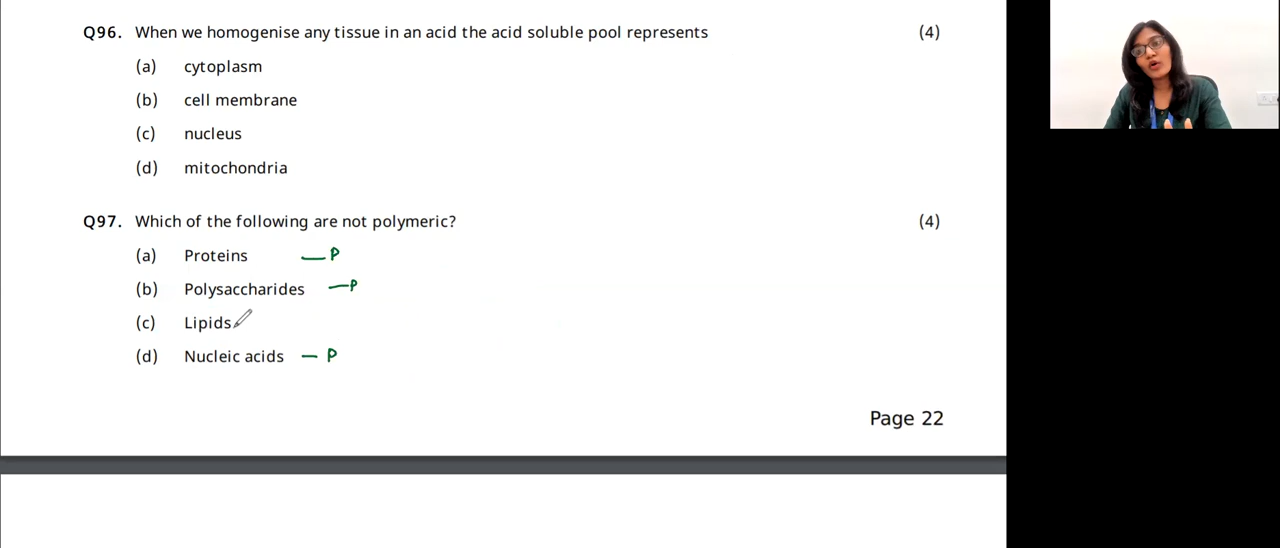 Q96. When we homogenise any tissue in an acid the acid soluble pool represents (4)
(a) cytoplasm
(b) cell membrane
(c) nucleus
(d) mitochondria
Q97. Which of the following are not polymeric? (4)
(a) Proteins — P
(b) Polysaccharides — P
(c) Lipids
(d) Nucleic acids — P
Page 22